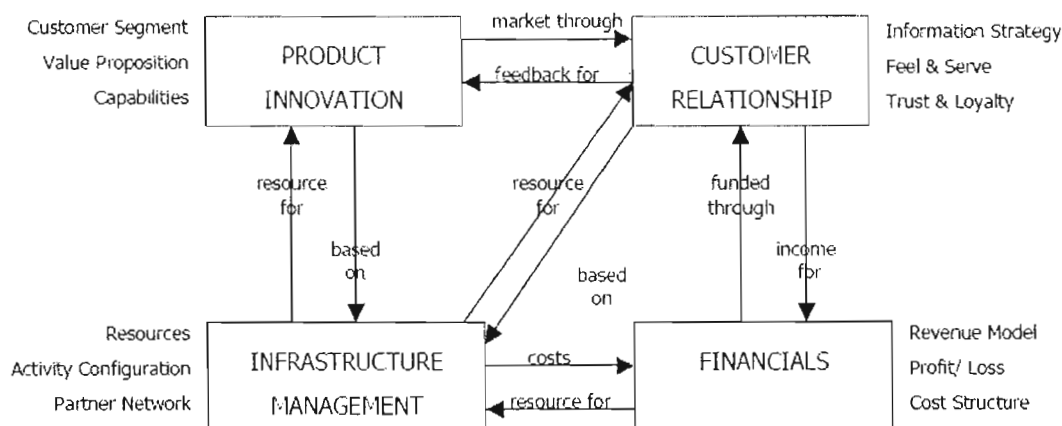 Customer Segment
Value Proposition
Capabilities
PRODUCT
INNOVATION
market through
feedback for
CUSTOMER
RELATIONSHIP
Information Strategy
Feel & Serve
Trust & Loyalty
resource
for
based
on
resource
for
based
on
funded
through
income
for
Resources
Activity Configuration
Partner Network
INFRASTRUCTURE
MANAGEMENT
costs
resource for
FINANCIALS
Revenue Model
Profit/ Loss
Cost Structure